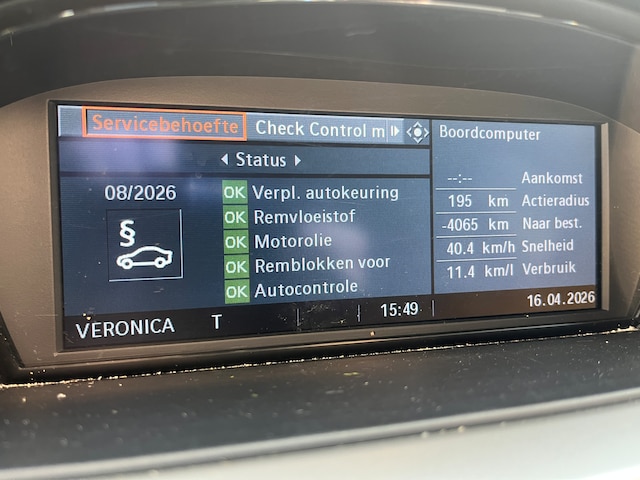 Servicebehoefte Check Control m
Status
08/2026
§
OK Verpl. autokeuring
OK Remvloeistof
OK Motorolie
OK Remblokken voor
OK Autocontrole
Boordcomputer
--:-- Aankomst
195 km Actieradius
-4065 km Naar best.
40.4 km/h Snelheid
11.4 km/l Verbruik
16.04.2026
VERONICA T 15:49